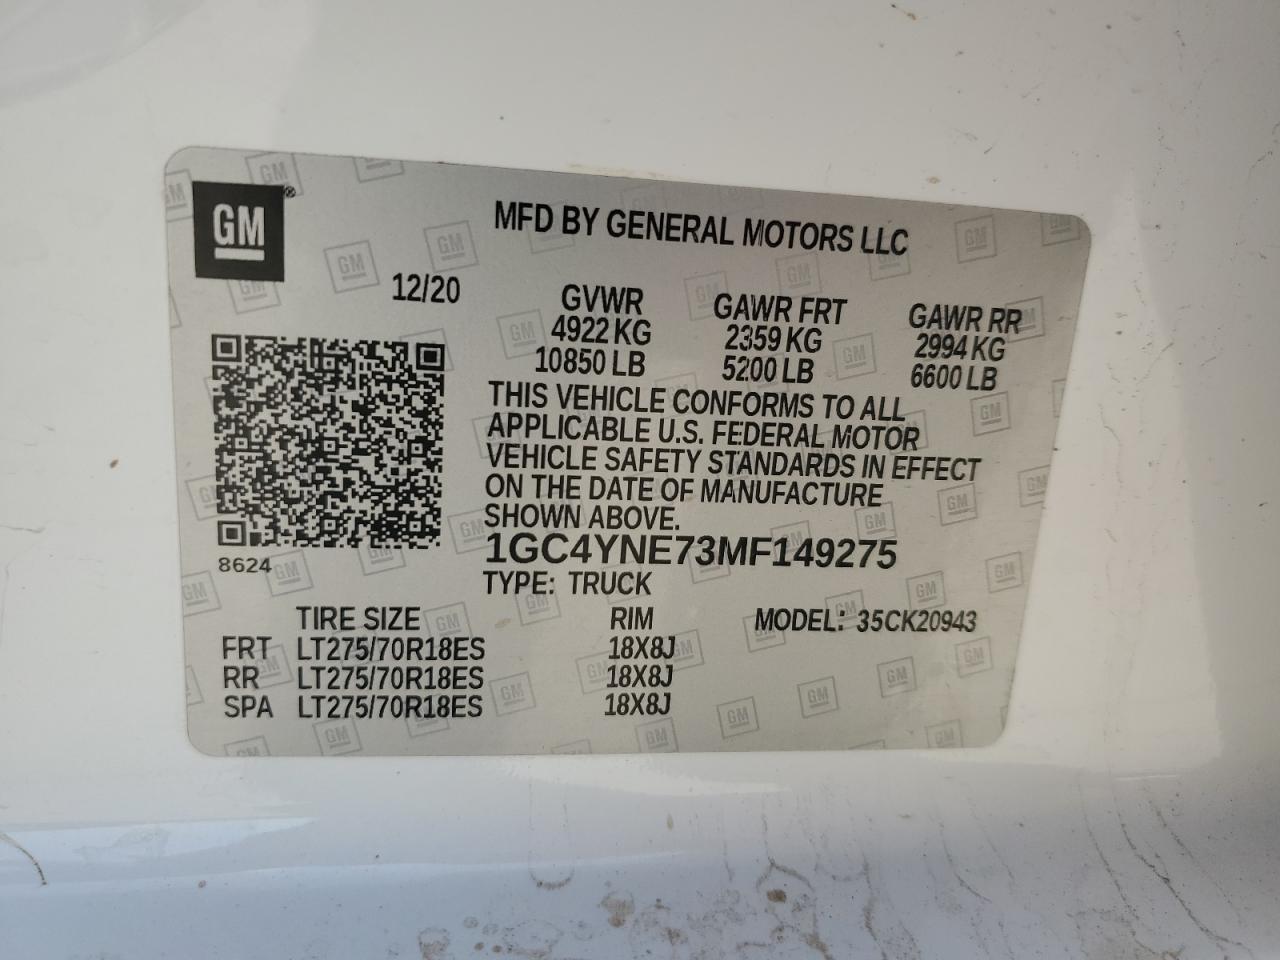 GM®
MFD BY GENERAL MOTORS LLC
12/20
GVWR GAWR FRT GAWR RR
4922 KG 2359 KG 2994 KG
10850 LB 5200 LB 6600 LB
THIS VEHICLE CONFORMS TO ALL
APPLICABLE U.S. FEDERAL MOTOR
VEHICLE SAFETY STANDARDS IN EFFECT
ON THE DATE OF MANUFACTURE
SHOWN ABOVE.
1GC4YNE73MF149275
8624
TYPE: TRUCK
TIRE SIZE RIM MODEL: 35CK20943
FRT LT275/70R18ES 18X8J
RR LT275/70R18ES 18X8J
SPA LT275/70R18ES 18X8J